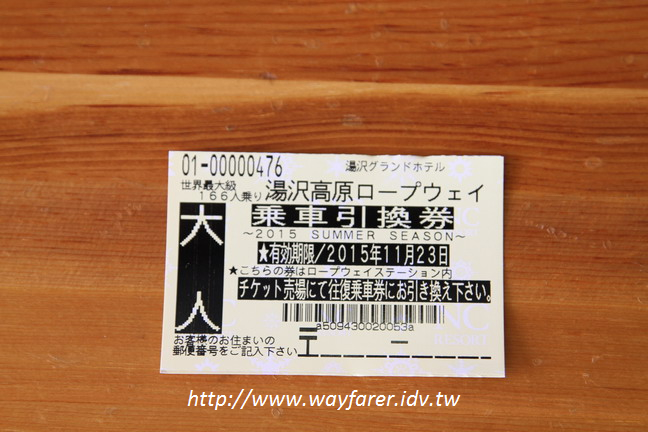 01-00000476
湯沢グランドホテル
世界最大級
166人乗り
湯沢高原ロープウェイ
大人
乗車引換券
～2015 SUMMER SEASON～
★有効期限/2015年11月23日
★こちらの券はロープウェイステーション内
チケット売場にて往復乗車券にお引き換え下さい。
a509430020053a
お客様のお住まいの
郵便番号をご記入下さい
〒
http://www.wayfarer.idv.tw